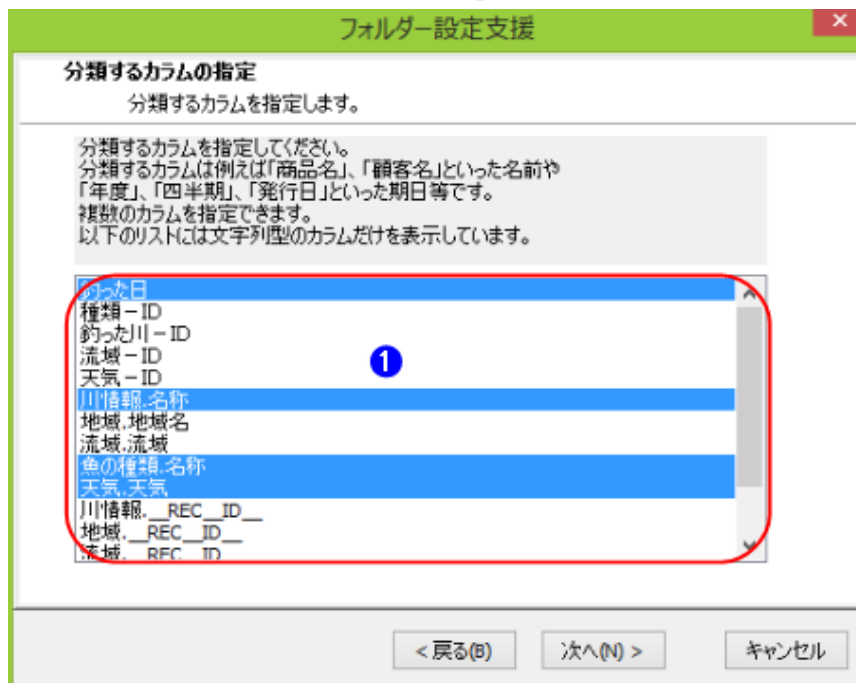 フォルダー設定支援
×
分類するカラムの指定
分類するカラムを指定します。
分類するカラムを指定してください。
分類するカラムは例えば「商品名」、「顧客名」といった名前や
「年度」、「四半期」、「発行日」といった期日等です。
複数のカラムを指定できます。
以下のリストには文字列型のカラムだけを表示しています。
釣った日
種類－ID
釣った川－ID
流域－ID
天気－ID
川情報.名称
地域.地域名
流域.流域
魚の種類.名称
天気.天気
川情報.__REC__ID__
地域.__REC__ID__
流域.__REC__ID__
1
< 戻る(B)
次へ(N) >
キャンセル